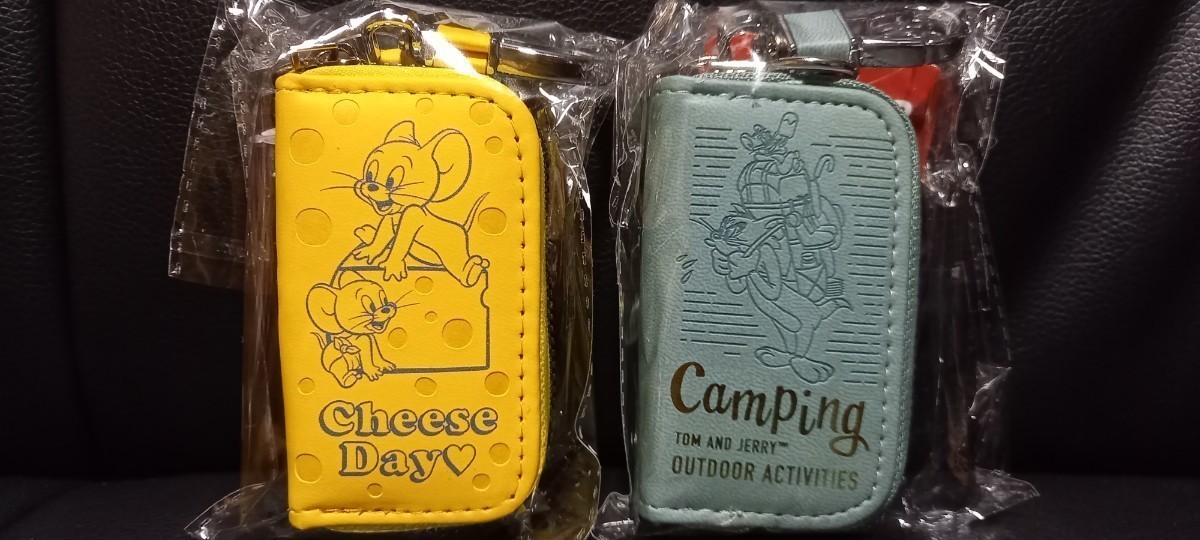 Cheese
Day♡
Camping
TOM AND JERRY™
OUTDOOR ACTIVITIES